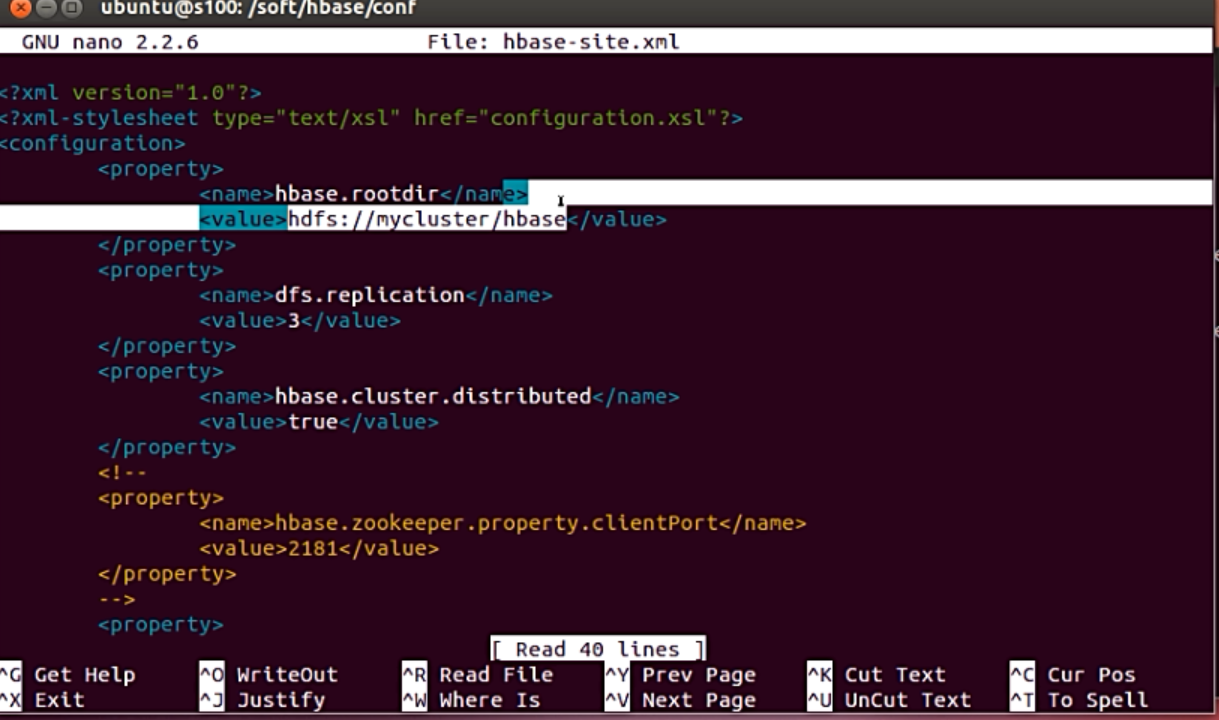 ubuntu@s100: /soft/hbase/conf
GNU nano 2.2.6 File: hbase-site.xml
<?xml version="1.0"?>
<?xml-stylesheet type="text/xsl" href="configuration.xsl"?>
<configuration>
<property>
<name>hbase.rootdir</name>
<value>hdfs://mycluster/hbase</value>
</property>
<property>
<name>dfs.replication</name>
<value>3</value>
</property>
<property>
<name>hbase.cluster.distributed</name>
<value>true</value>
</property>
<!--
<property>
<name>hbase.zookeeper.property.clientPort</name>
<value>2181</value>
</property>
-->
<property>
[ Read 40 lines ]
^G Get Help ^O WriteOut ^R Read File ^Y Prev Page ^K Cut Text ^C Cur Pos
^X Exit ^J Justify ^W Where Is ^V Next Page ^U UnCut Text ^T To Spell